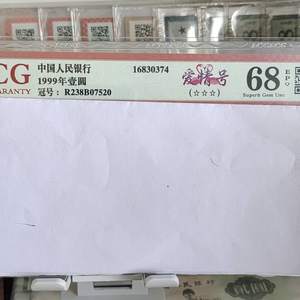 CG
ARANTY
中国人民银行
1999年壹圆
冠号： R238B07520
16830374
(☆☆☆)
68
EPQ
Superb Gem Unc